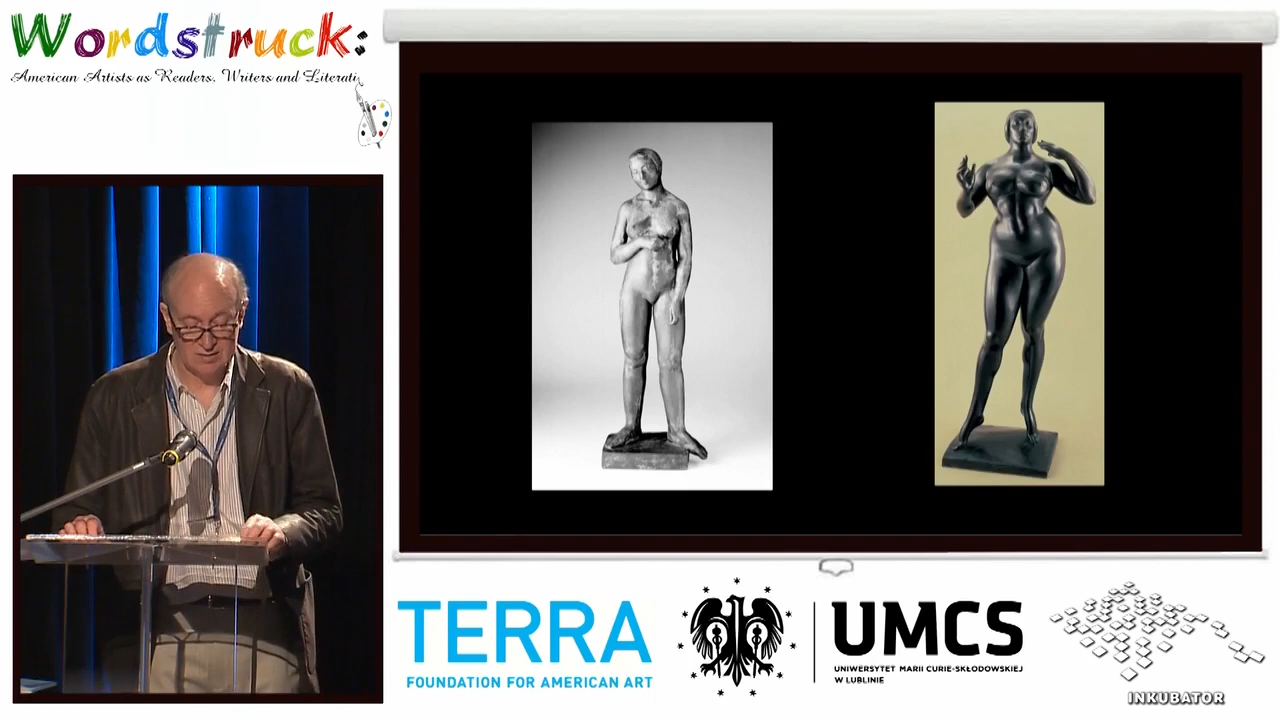 Wordstruck:
American Artists as Readers, Writers and Literati
TERRA
FOUNDATION FOR AMERICAN ART
UMCS
UNIWERSYTET MARII CURIE-SKŁODOWSKIEJ
W LUBLINIE
INKUBATOR